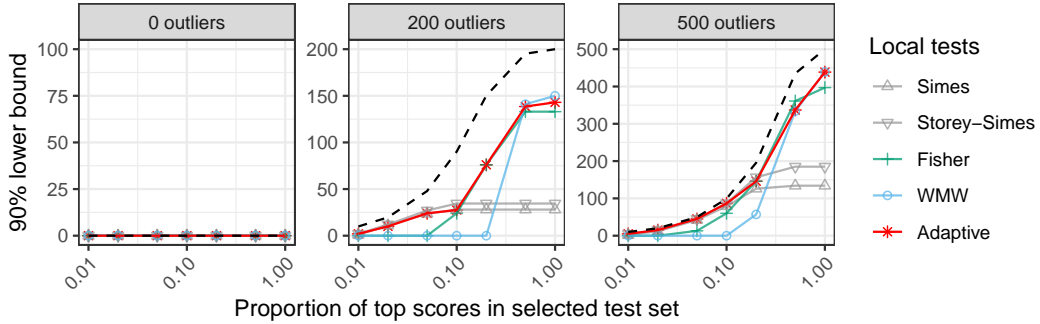 0 outliers
200 outliers
500 outliers
90% lower bound
100
75
50
25
0
0.01
0.10
1.00
200
150
100
50
0
0.01
0.10
1.00
500
400
300
200
100
0
0.01
0.10
1.00
Proportion of top scores in selected test set
Local tests
Simes
Storey−Simes
Fisher
WMW
Adaptive